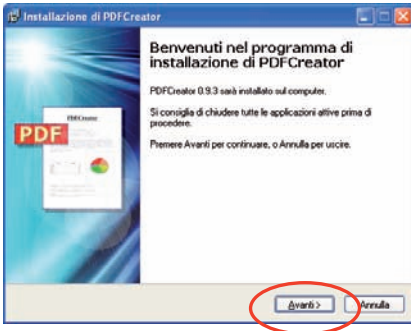 Installazione di PDFCreator
Benvenuti nel programma di
installazione di PDFCreator
PDFCreator 0.9.3 sarà installato sul computer.
Si consiglia di chiudere tutte le applicazioni attive prima di
procedere.
Premere Avanti per continuare, o Annulla per uscire.
PDFCreator
PDF
Avanti >
Annulla